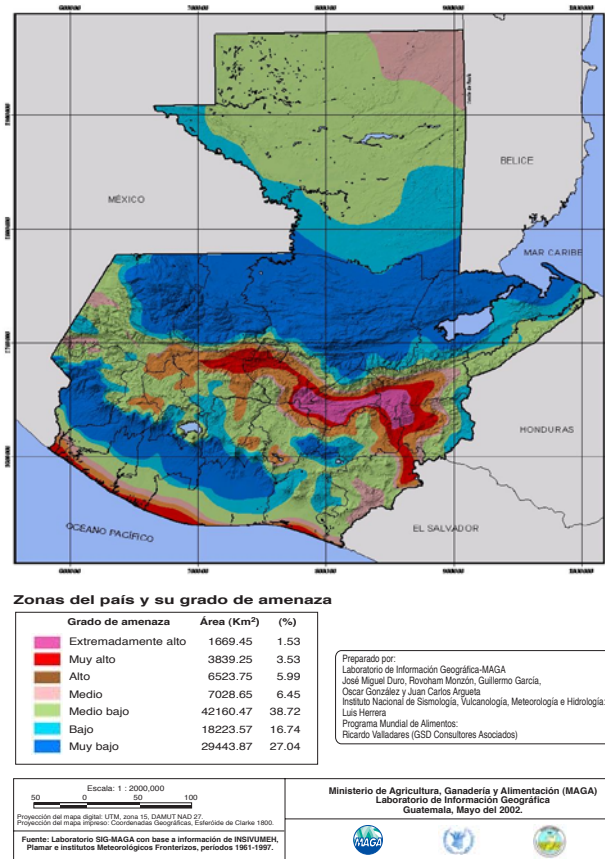 MÉXICO
BELICE
MAR CARIBE
HONDURAS
OCÉANO PACÍFICO
EL SALVADOR
Zonas del país y su grado de amenaza
Grado de amenaza Área (Km²) (%)
Extremadamente alto 1669.45 1.53
Muy alto 3839.25 3.53
Alto 6523.75 5.99
Medio 7028.65 6.45
Medio bajo 42160.47 38.72
Bajo 18223.57 16.74
Muy bajo 29443.87 27.04
Preparado por:
Laboratorio de Información Geográfica-MAGA
José Miguel Duro, Rovoham Monzón, Guillermo García,
Oscar González y Juan Carlos Argueta
Instituto Nacional de Sismología, Vulcanología, Meteorología e Hidrología:
Luis Herrera
Programa Mundial de Alimentos:
Ricardo Valladares (GSD Consultores Asociados)
Escala: 1 : 2000,000
50 0 50 100
Proyección del mapa digital: UTM, zona 15, DAMUT NAD 27.
Proyección del mapa impreso: Coordenadas Geográficas, Esferóide de Clarke 1800.
Fuente: Laboratorio SIG-MAGA con base a información de INSIVUMEH,
Planar e institutos Meteorológicos Fronterizos, períodos 1961-1997.
Ministerio de Agricultura, Ganadería y Alimentación (MAGA)
Laboratorio de Información Geográfica
Guatemala, Mayo del 2002.
MAGA